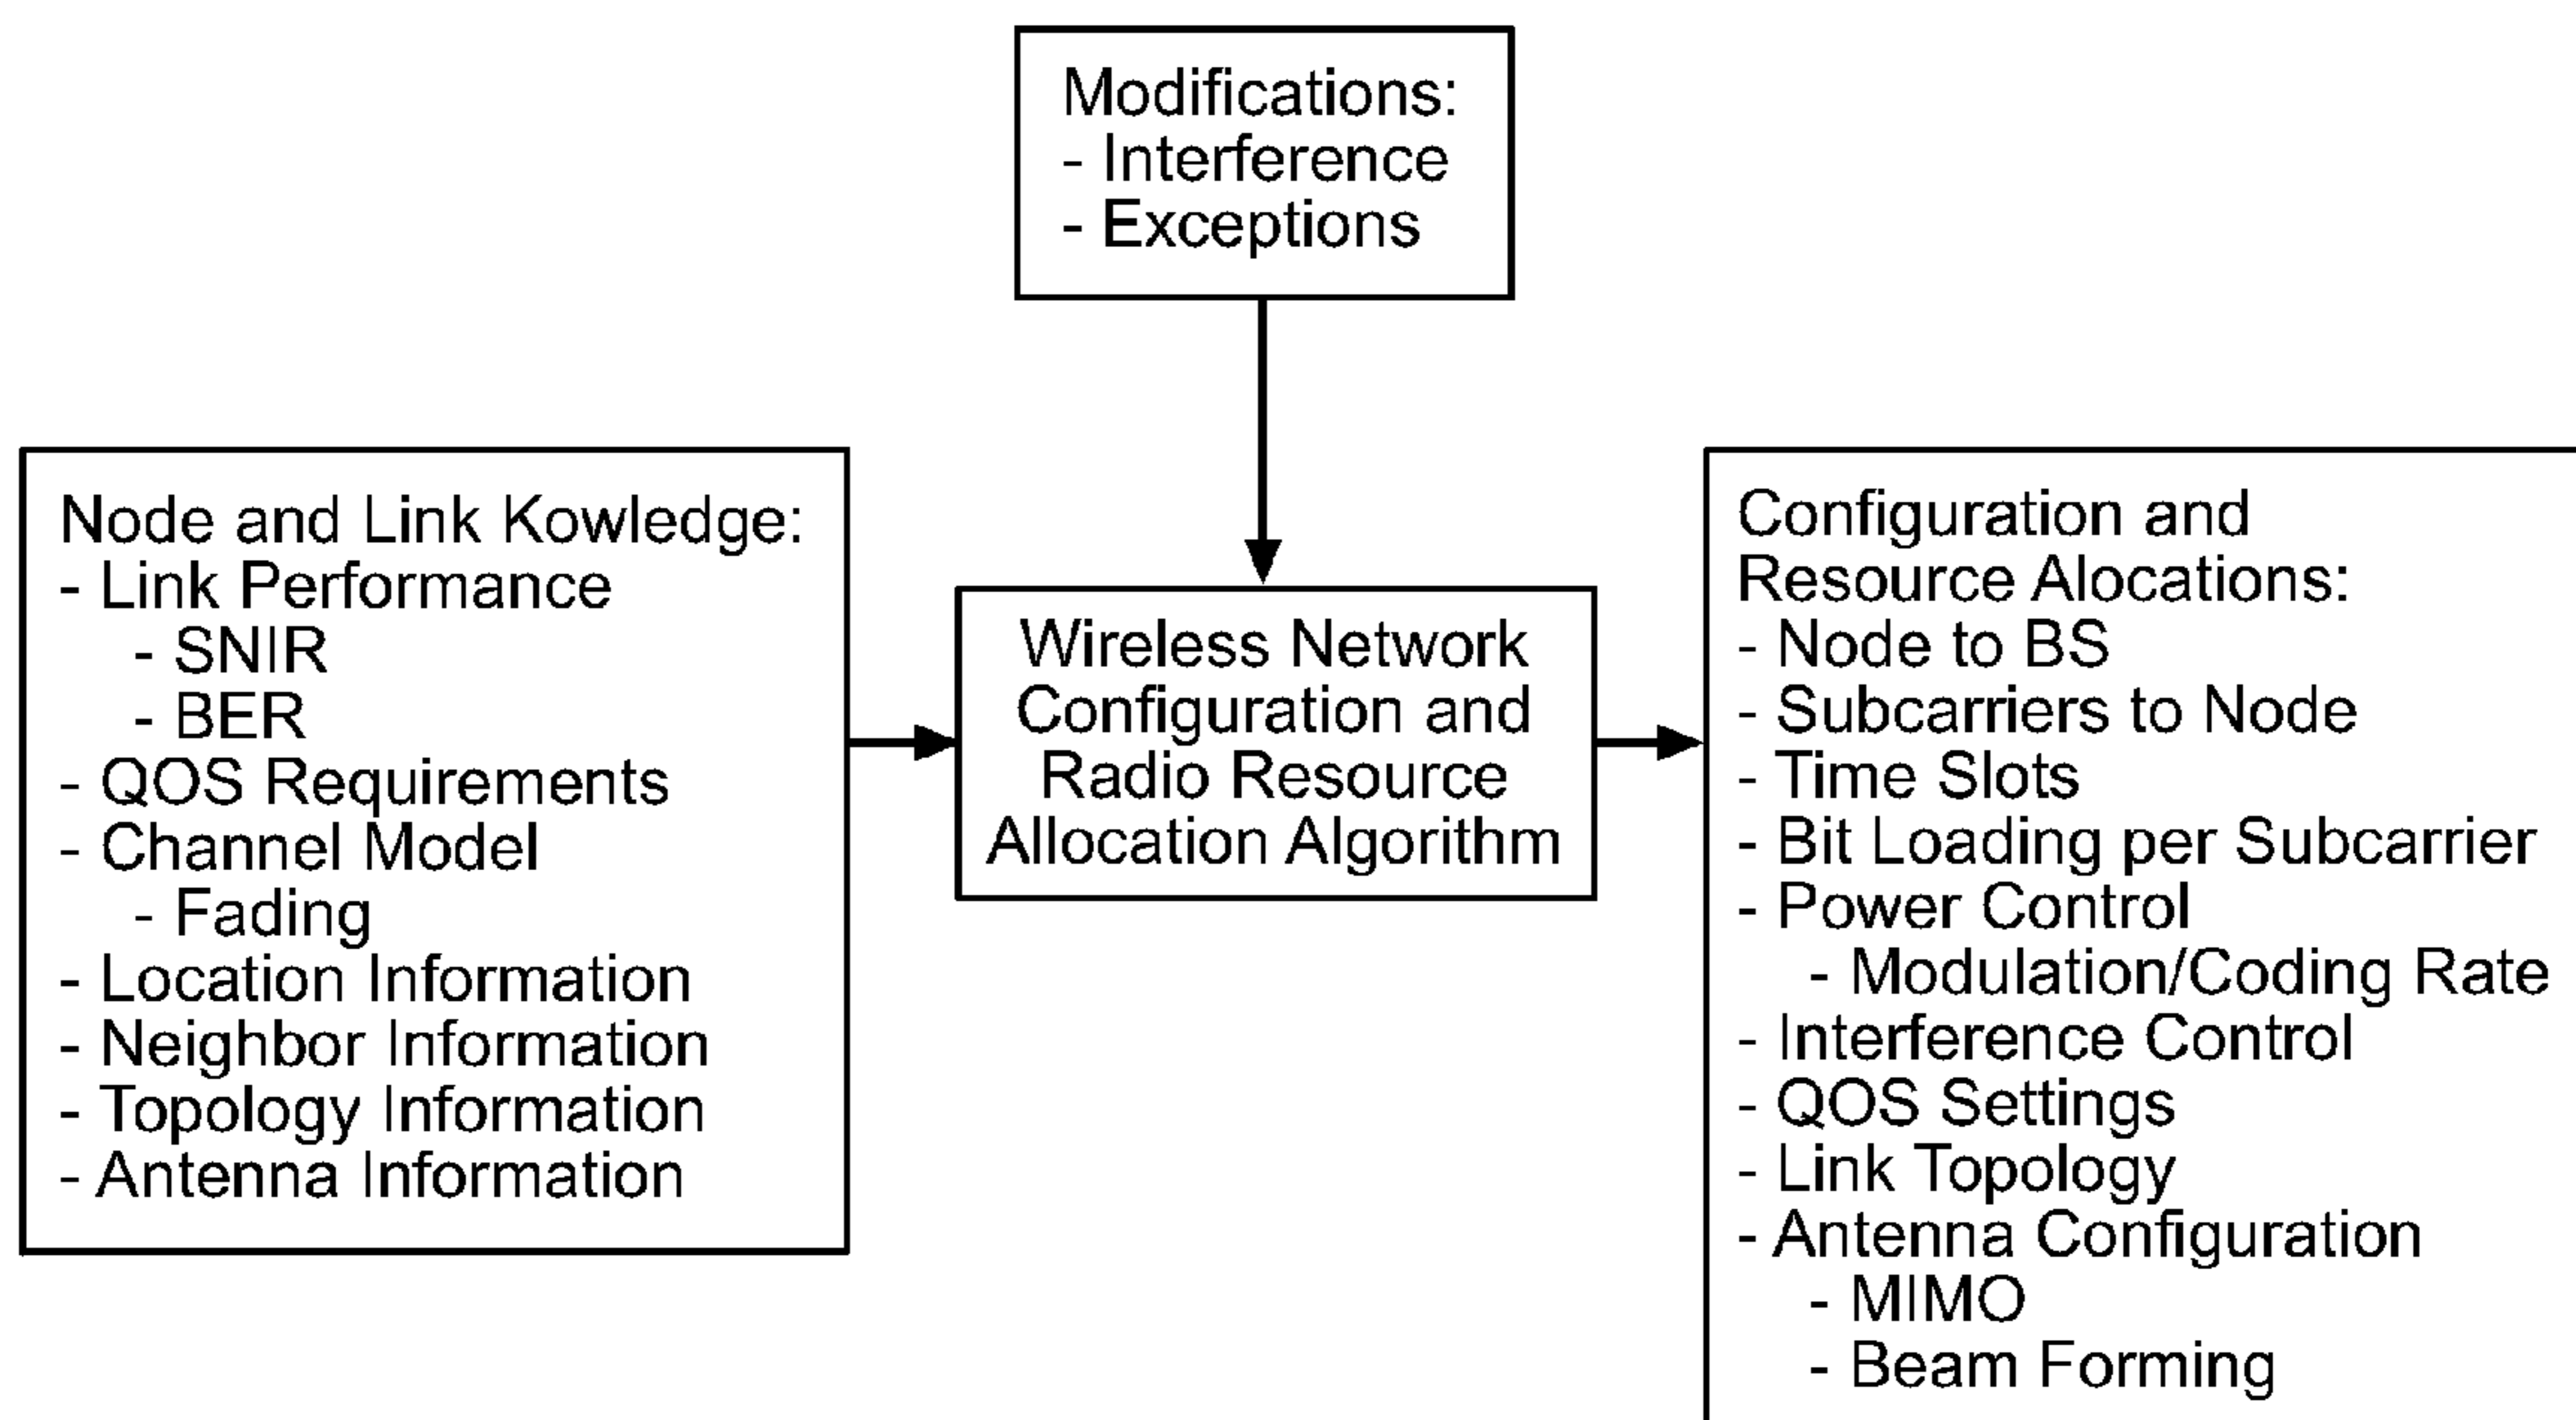 Modifications:
- Interference
- Exceptions
Node and Link Kowledge:
- Link Performance
- SNIR
- BER
- QOS Requirements
- Channel Model
- Fading
- Location Information
- Neighbor Information
- Topology Information
- Antenna Information
Wireless Network
Configuration and
Radio Resource
Allocation Algorithm
Configuration and
Resource Alocations:
- Node to BS
- Subcarriers to Node
- Time Slots
- Bit Loading per Subcarrier
- Power Control
- Modulation/Coding Rate
- Interference Control
- QOS Settings
- Link Topology
- Antenna Configuration
- MIMO
- Beam Forming